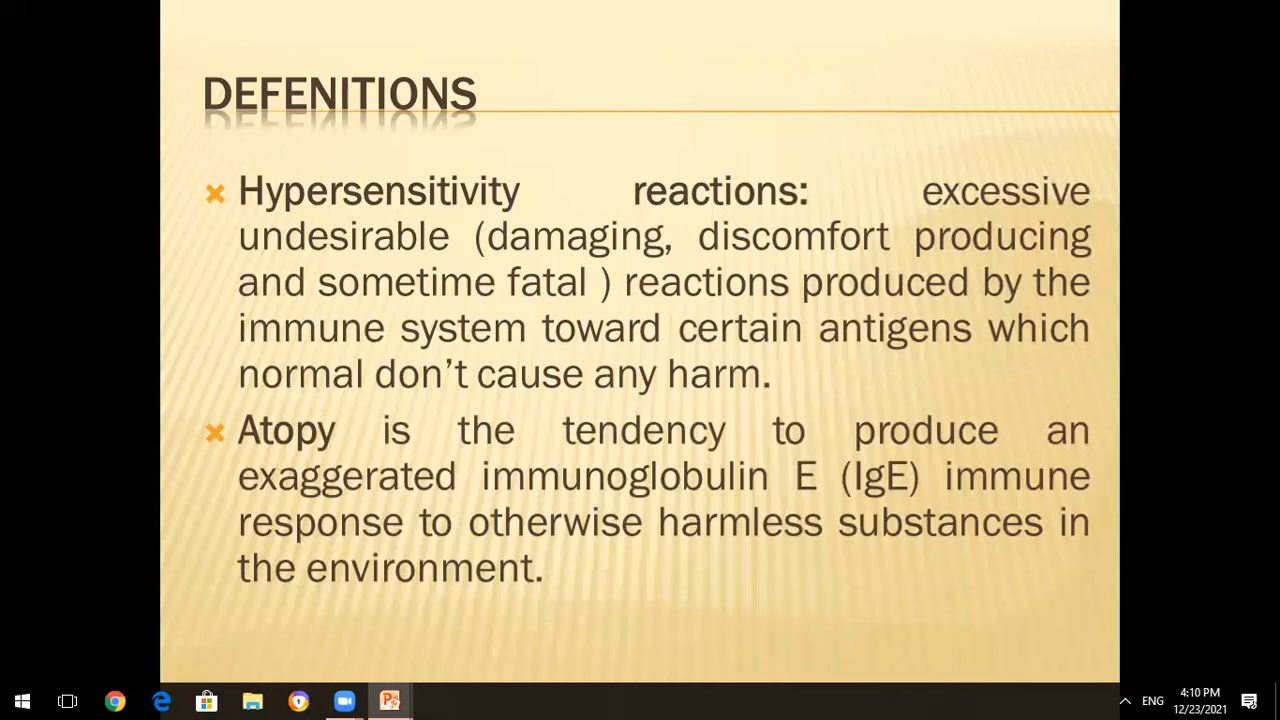 DEFENITIONS
Hypersensitivity reactions: excessive
undesirable (damaging, discomfort producing
and sometime fatal ) reactions produced by the
immune system toward certain antigens which
normal don’t cause any harm.
Atopy is the tendency to produce an
exaggerated immunoglobulin E (IgE) immune
response to otherwise harmless substances in
the environment.
ENG
4:10 PM
12/23/2021